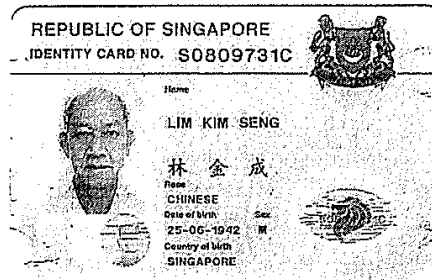 REPUBLIC OF SINGAPORE
IDENTITY CARD NO. S0809731C
Name
LIM KIM SENG
林金成
Race
CHINESE
Date of birth Sex
25-06-1942 M
Country of birth
SINGAPORE